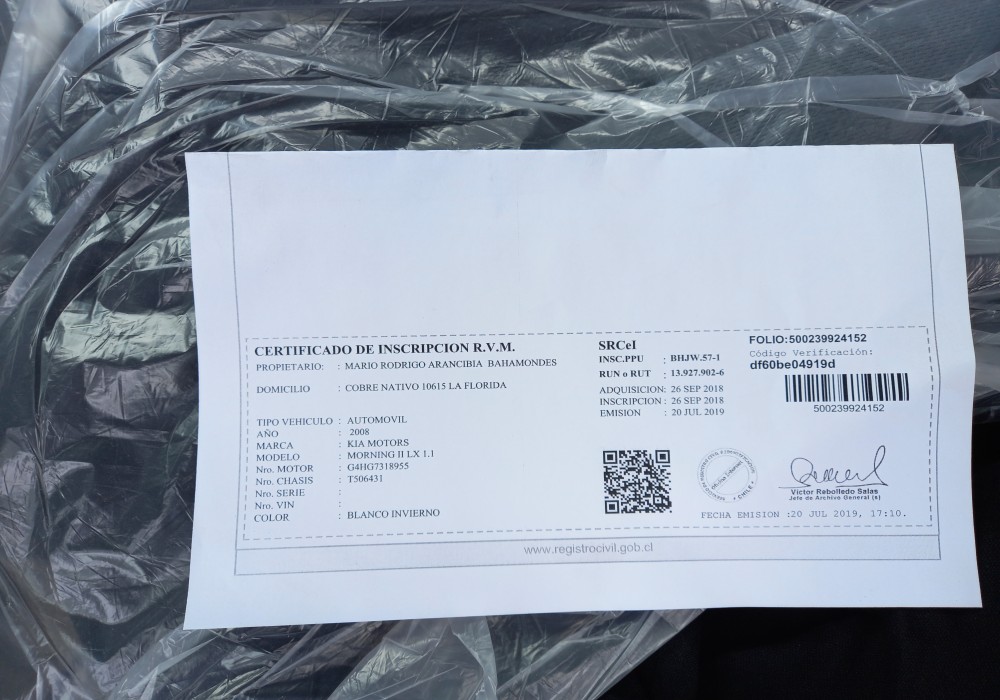 CERTIFICADO DE INSCRIPCION R.V.M.
PROPIETARIO: : MARIO RODRIGO ARANCIBIA BAHAMONDES
DOMICILIO : COBRE NATIVO 10615 LA FLORIDA
TIPO VEHICULO : AUTOMOVIL
AÑO : 2008
MARCA : KIA MOTORS
MODELO : MORNING II LX 1.1
Nro. MOTOR : G4HG7318955
Nro. CHASIS : T506431
Nro. SERIE :
Nro. VIN :
COLOR : BLANCO INVIERNO
SRCeI
INSC.PPU : BHJW.57-1
RUN o RUT : 13.927.902-6
ADQUISICION: 26 SEP 2018
INSCRIPCION : 26 SEP 2018
EMISION : 20 JUL 2019
FOLIO:500239924152
Código Verificación:
df60be04919d
500239924152
CHILE
Víctor Rebolledo Salas
Jefe de Archivo General (s)
FECHA EMISION :20 JUL 2019, 17:10.
www.registrocivil.gob.cl